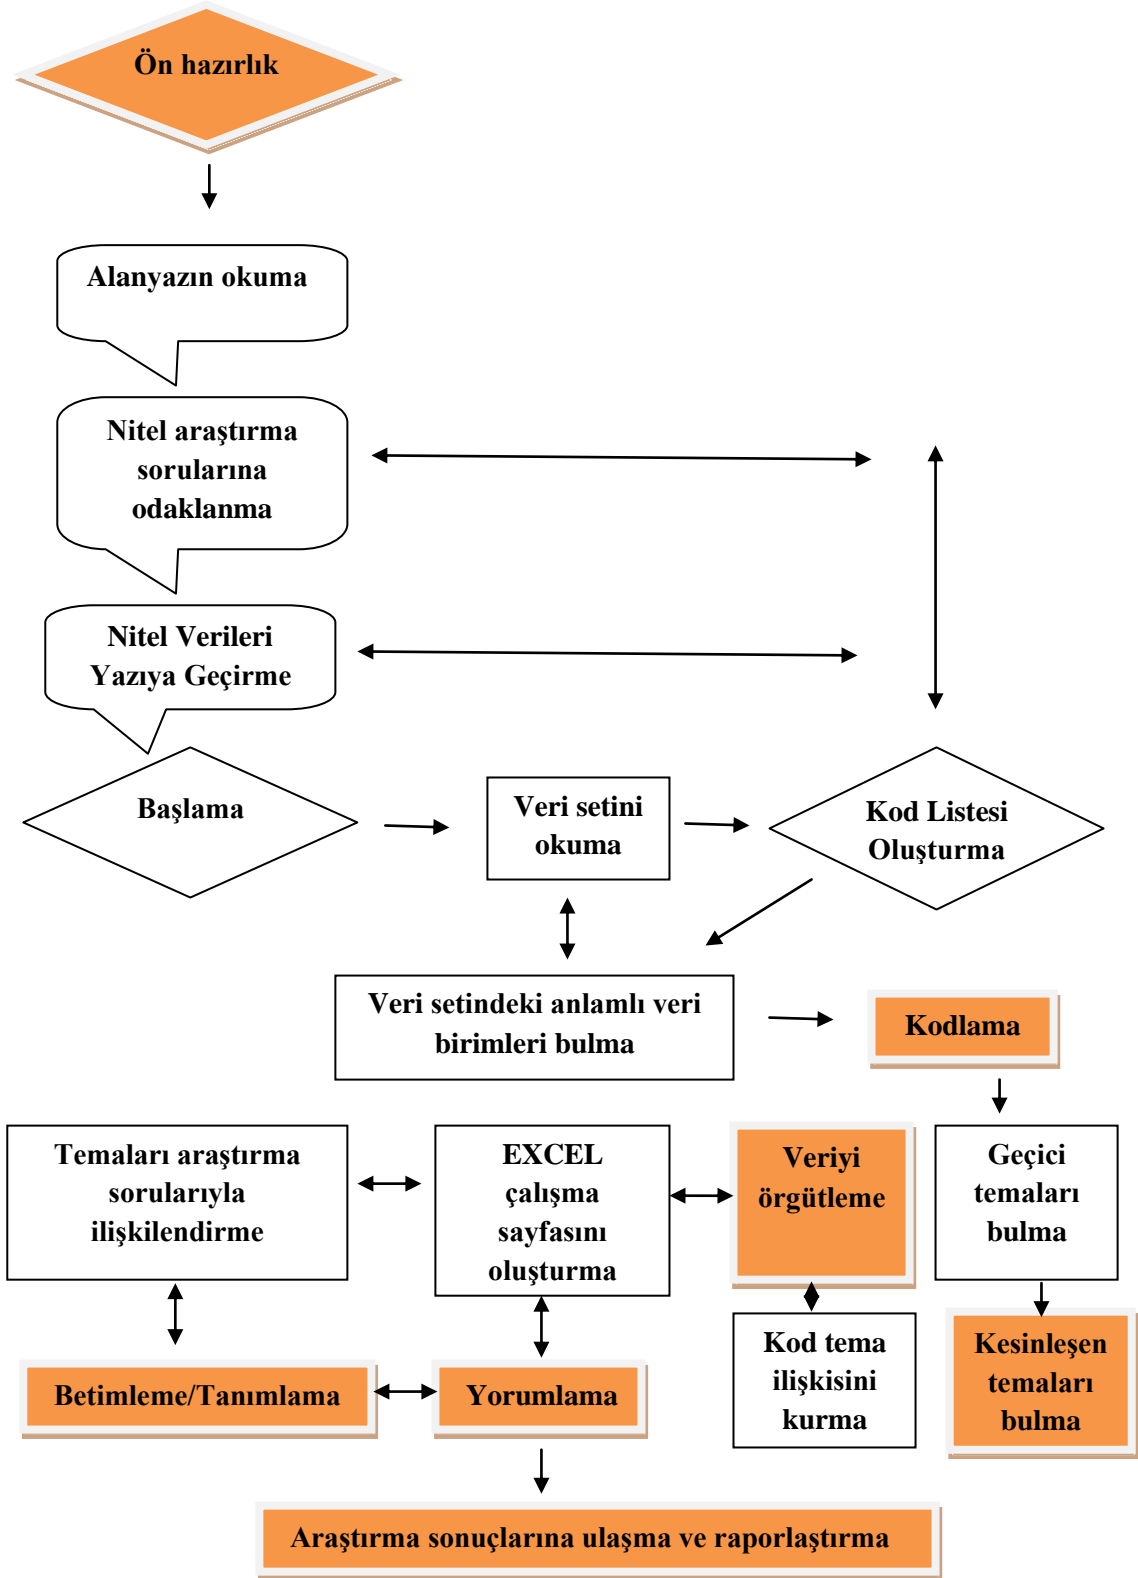 Ön hazırlık
Alanyazın okuma
Nitel araştırma
sorularına
odaklanma
Nitel Verileri
Yazıya Geçirme
Başlama
Veri setini
okuma
Kod Listesi
Oluşturma
Veri setindeki anlamlı veri
birimleri bulma
Kodlama
Temaları araştırma
sorularıyla
ilişkilendirme
EXCEL
çalışma
sayfasını
oluşturma
Veriyi
örgütleme
Geçici
temaları
bulma
Betimleme/Tanımlama
Yorumlama
Kod tema
ilişkisini
kurma
Kesinleşen
temaları
bulma
Araştırma sonuçlarına ulaşma ve raporlaştırma